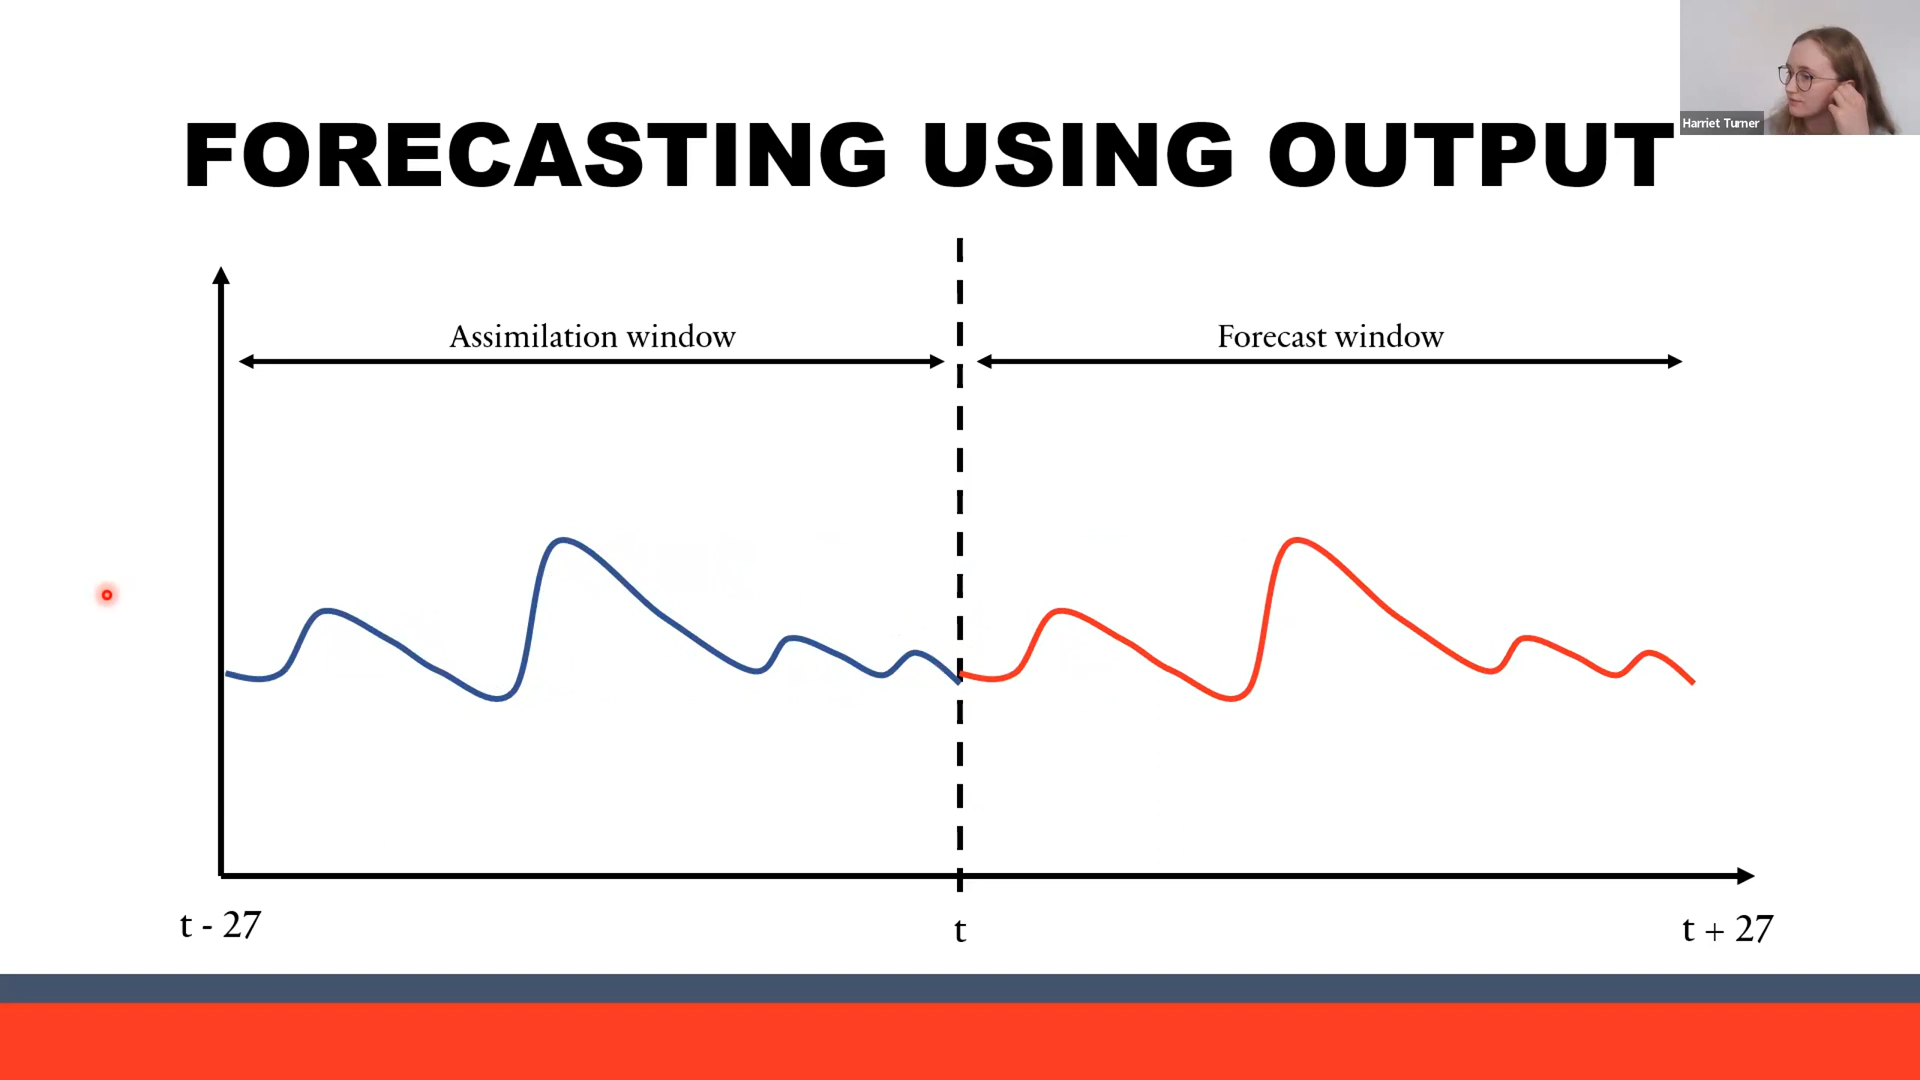 Harriet Turner
FORECASTING USING OUTPUT
Assimilation window
Forecast window
t - 27
t
t + 27